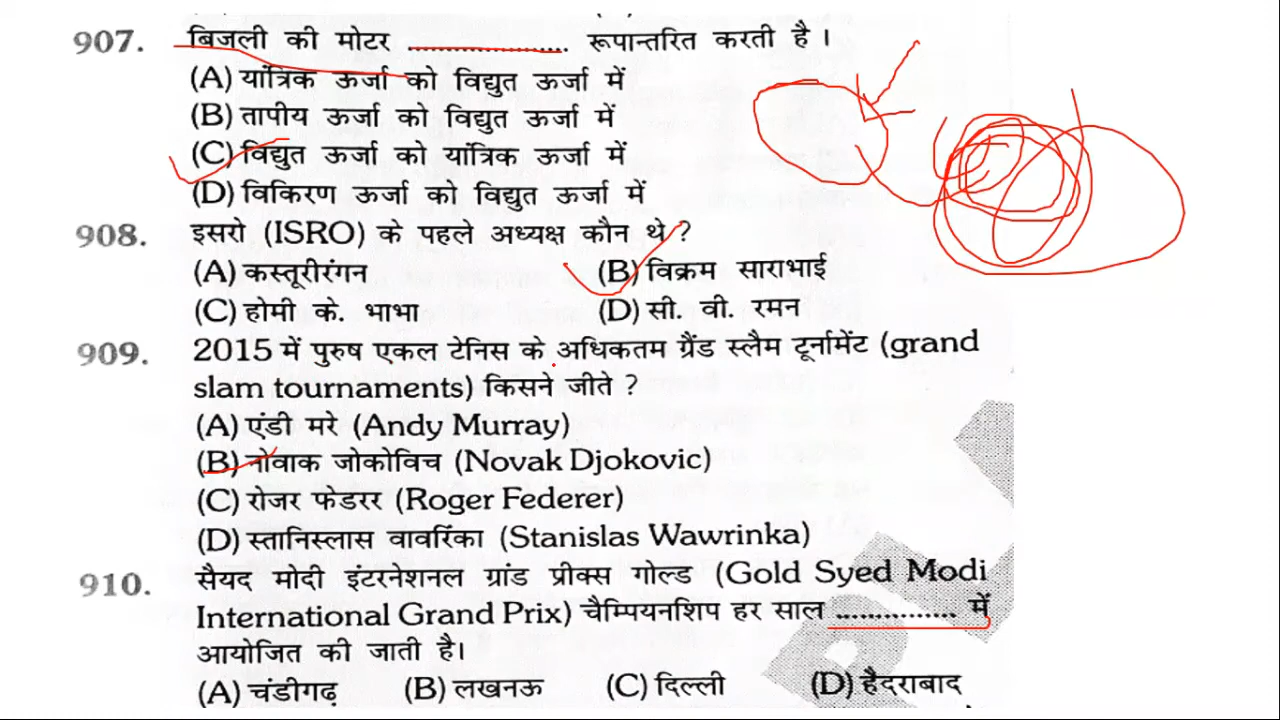 907. बिजली की मोटर ..................... रूपान्तरित करती है ।
(A) यांत्रिक ऊर्जा को विद्युत ऊर्जा में
(B) तापीय ऊर्जा को विद्युत ऊर्जा में
(C) विद्युत ऊर्जा को यांत्रिक ऊर्जा में
(D) विकिरण ऊर्जा को विद्युत ऊर्जा में
908. इसरो (ISRO) के पहले अध्यक्ष कौन थे ?
(A) कस्तूरीरंगन (B) विक्रम साराभाई
(C) होमी के. भाभा (D) सी. वी. रमन
909. 2015 में पुरुष एकल टेनिस के अधिकतम ग्रैंड स्लैम टूर्नामेंट (grand
slam tournaments) किसने जीते ?
(A) एंडी मरे (Andy Murray)
(B) नोवाक जोकोविच (Novak Djokovic)
(C) रोजर फेडरर (Roger Federer)
(D) स्तानिस्लास वावरिंका (Stanislas Wawrinka)
910. सैयद मोदी इंटरनेशनल ग्रांड प्रीक्स गोल्ड (Gold Syed Modi
International Grand Prix) चैम्पियनशिप हर साल ............... में
आयोजित की जाती है।
(A) चंडीगढ़ (B) लखनऊ (C) दिल्ली (D) हैदराबाद